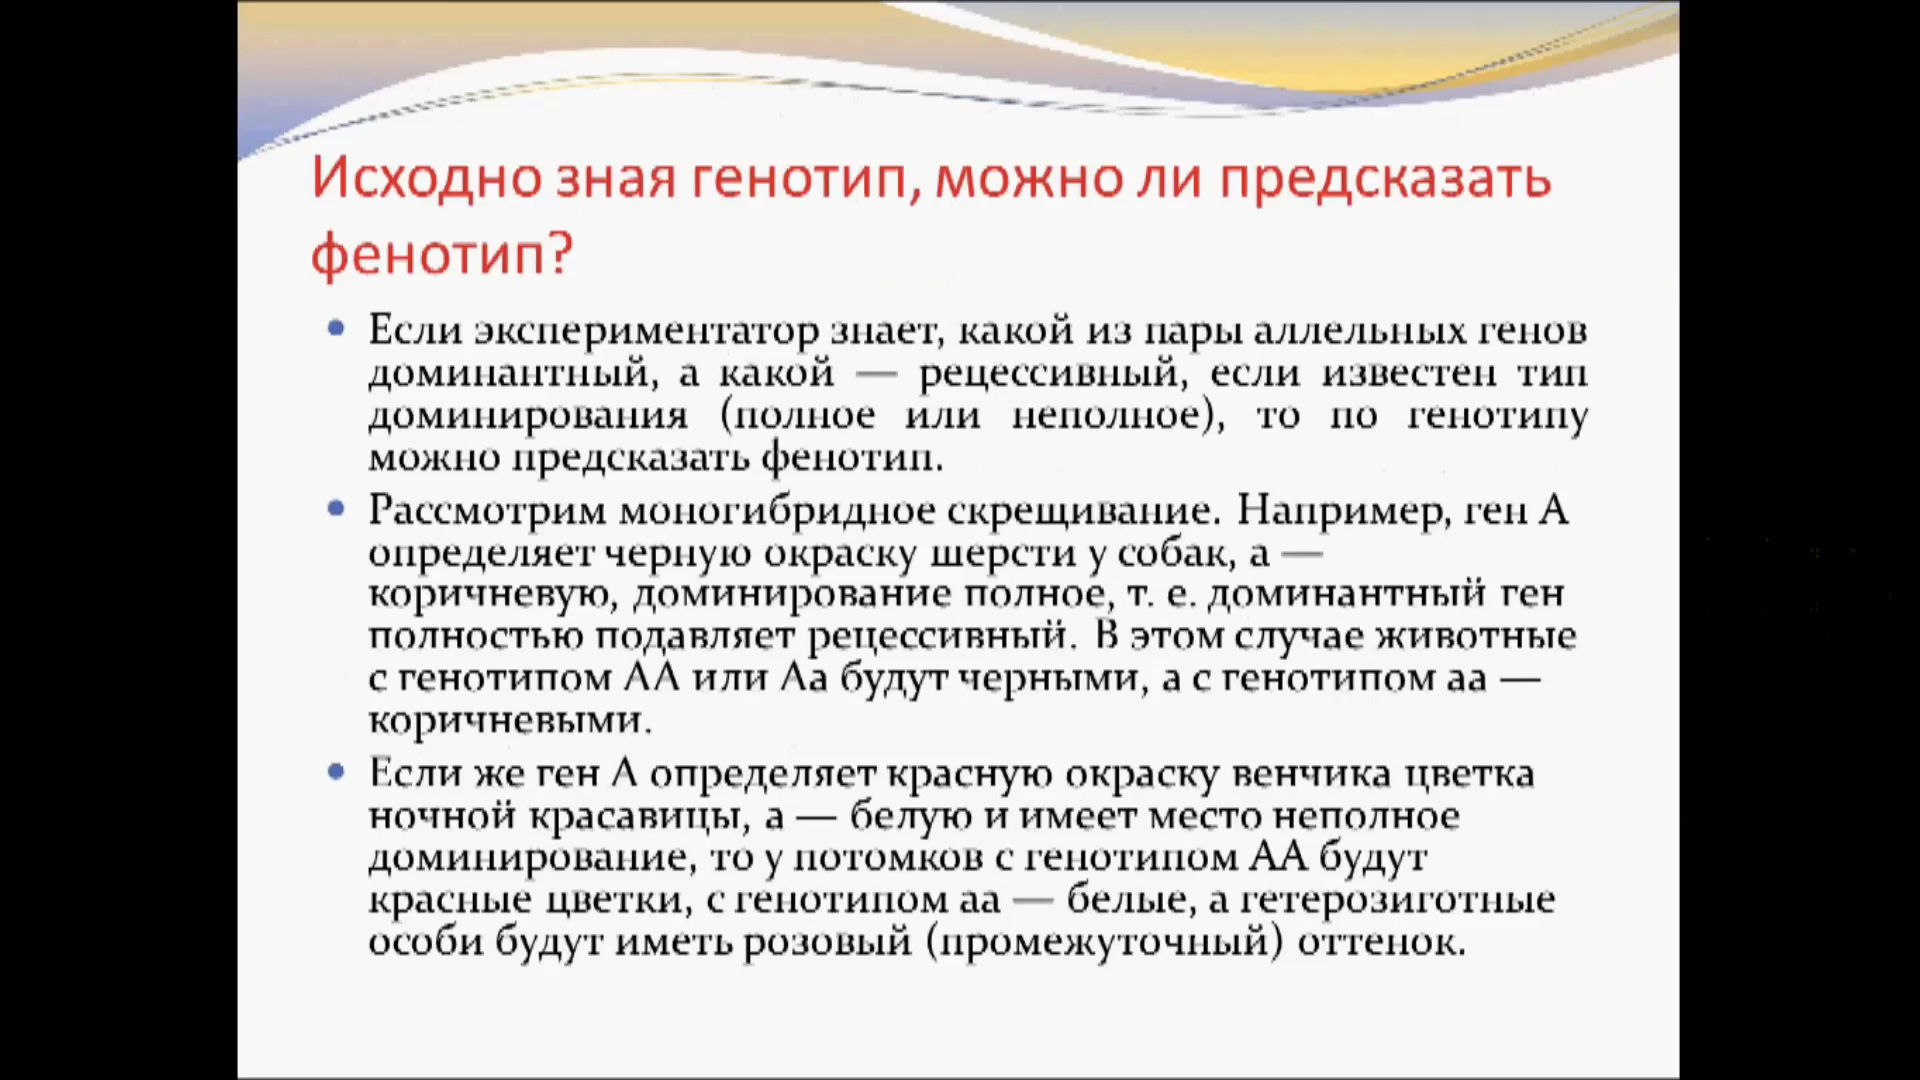 Исходно зная генотип, можно ли предсказать
фенотип?
• Если экспериментатор знает, какой из пары аллельных генов
доминантный, а какой — рецессивный, если известен тип
доминирования (полное или неполное), то по генотипу
можно предсказать фенотип.
• Рассмотрим моногибридное скрещивание. Например, ген А
определяет черную окраску шерсти у собак, а —
коричневую, доминирование полное, т. е. доминантный ген
полностью подавляет рецессивный. В этом случае животные
с генотипом АА или Аа будут черными, а с генотипом аа —
коричневыми.
• Если же ген А определяет красную окраску венчика цветка
ночной красавицы, а — белую и имеет место неполное
доминирование, то у потомков с генотипом АА будут
красные цветки, с генотипом аа — белые, а гетерозиготные
особи будут иметь розовый (промежуточный) оттенок.